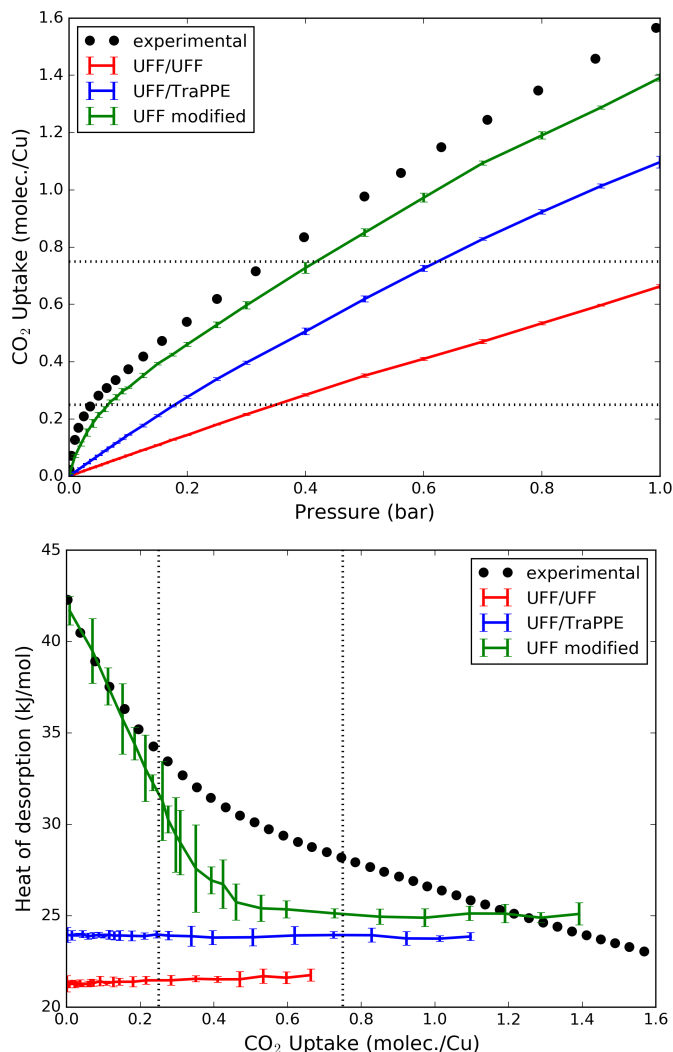 1.6
1.4
1.2
1.0
0.8
0.6
0.4
0.2
0.0
CO₂ Uptake (molec./Cu)
experimental
UFF/UFF
UFF/TraPPE
UFF modified
0.0 0.2 0.4 0.6 0.8 1.0
Pressure (bar)
45
40
35
30
25
20
Heat of desorption (kJ/mol)
experimental
UFF/UFF
UFF/TraPPE
UFF modified
0.0 0.2 0.4 0.6 0.8 1.0 1.2 1.4 1.6
CO₂ Uptake (molec./Cu)